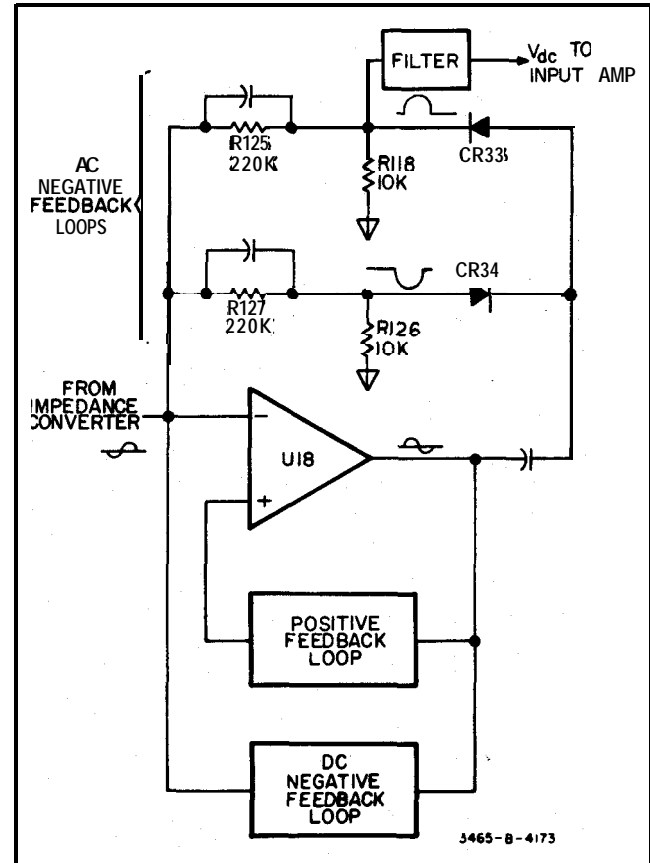 FILTER
Vdc TO
INPUT AMP
R125
220K
R118
10K
CR33
AC
NEGATIVE
FEEDBACK
LOOPS
R127
220K
CR34
R126
10K
FROM
IMPEDANCE
CONVERTER
−
U18
+
POSITIVE
FEEDBACK
LOOP
DC
NEGATIVE
FEEDBACK
LOOP
3465-B-4173